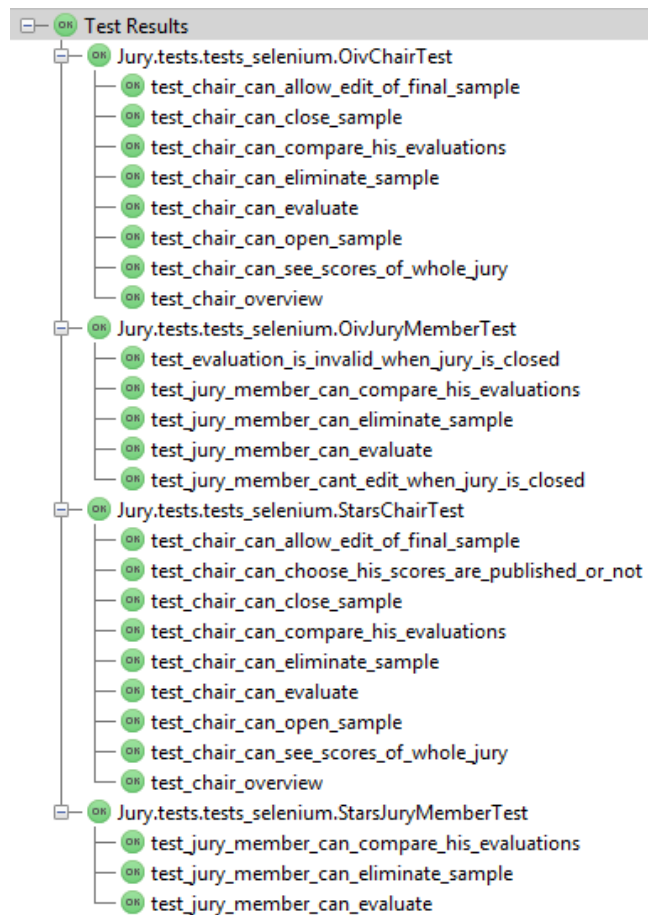 OK Test Results
OK Jury.tests.tests_selenium.OivChairTest
OK test_chair_can_allow_edit_of_final_sample
OK test_chair_can_close_sample
OK test_chair_can_compare_his_evaluations
OK test_chair_can_eliminate_sample
OK test_chair_can_evaluate
OK test_chair_can_open_sample
OK test_chair_can_see_scores_of_whole_jury
OK test_chair_overview
OK Jury.tests.tests_selenium.OivJuryMemberTest
OK test_evaluation_is_invalid_when_jury_is_closed
OK test_jury_member_can_compare_his_evaluations
OK test_jury_member_can_eliminate_sample
OK test_jury_member_can_evaluate
OK test_jury_member_cant_edit_when_jury_is_closed
OK Jury.tests.tests_selenium.StarsChairTest
OK test_chair_can_allow_edit_of_final_sample
OK test_chair_can_choose_his_scores_are_published_or_not
OK test_chair_can_close_sample
OK test_chair_can_compare_his_evaluations
OK test_chair_can_eliminate_sample
OK test_chair_can_evaluate
OK test_chair_can_open_sample
OK test_chair_can_see_scores_of_whole_jury
OK test_chair_overview
OK Jury.tests.tests_selenium.StarsJuryMemberTest
OK test_jury_member_can_compare_his_evaluations
OK test_jury_member_can_eliminate_sample
OK test_jury_member_can_evaluate